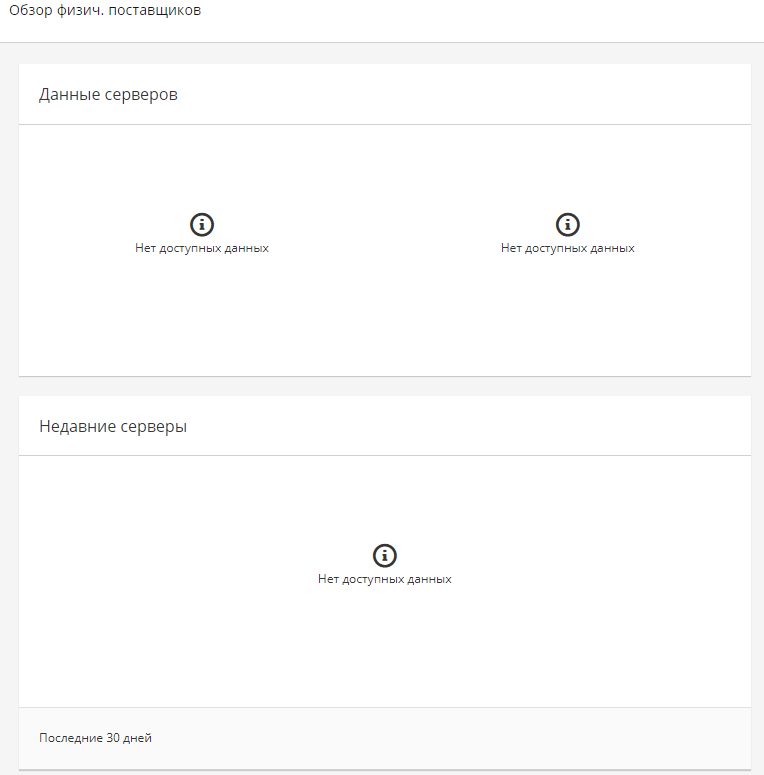 Обзор физич. поставщиков
Данные серверов
Нет доступных данных
Нет доступных данных
Недавние серверы
Нет доступных данных
Последние 30 дней